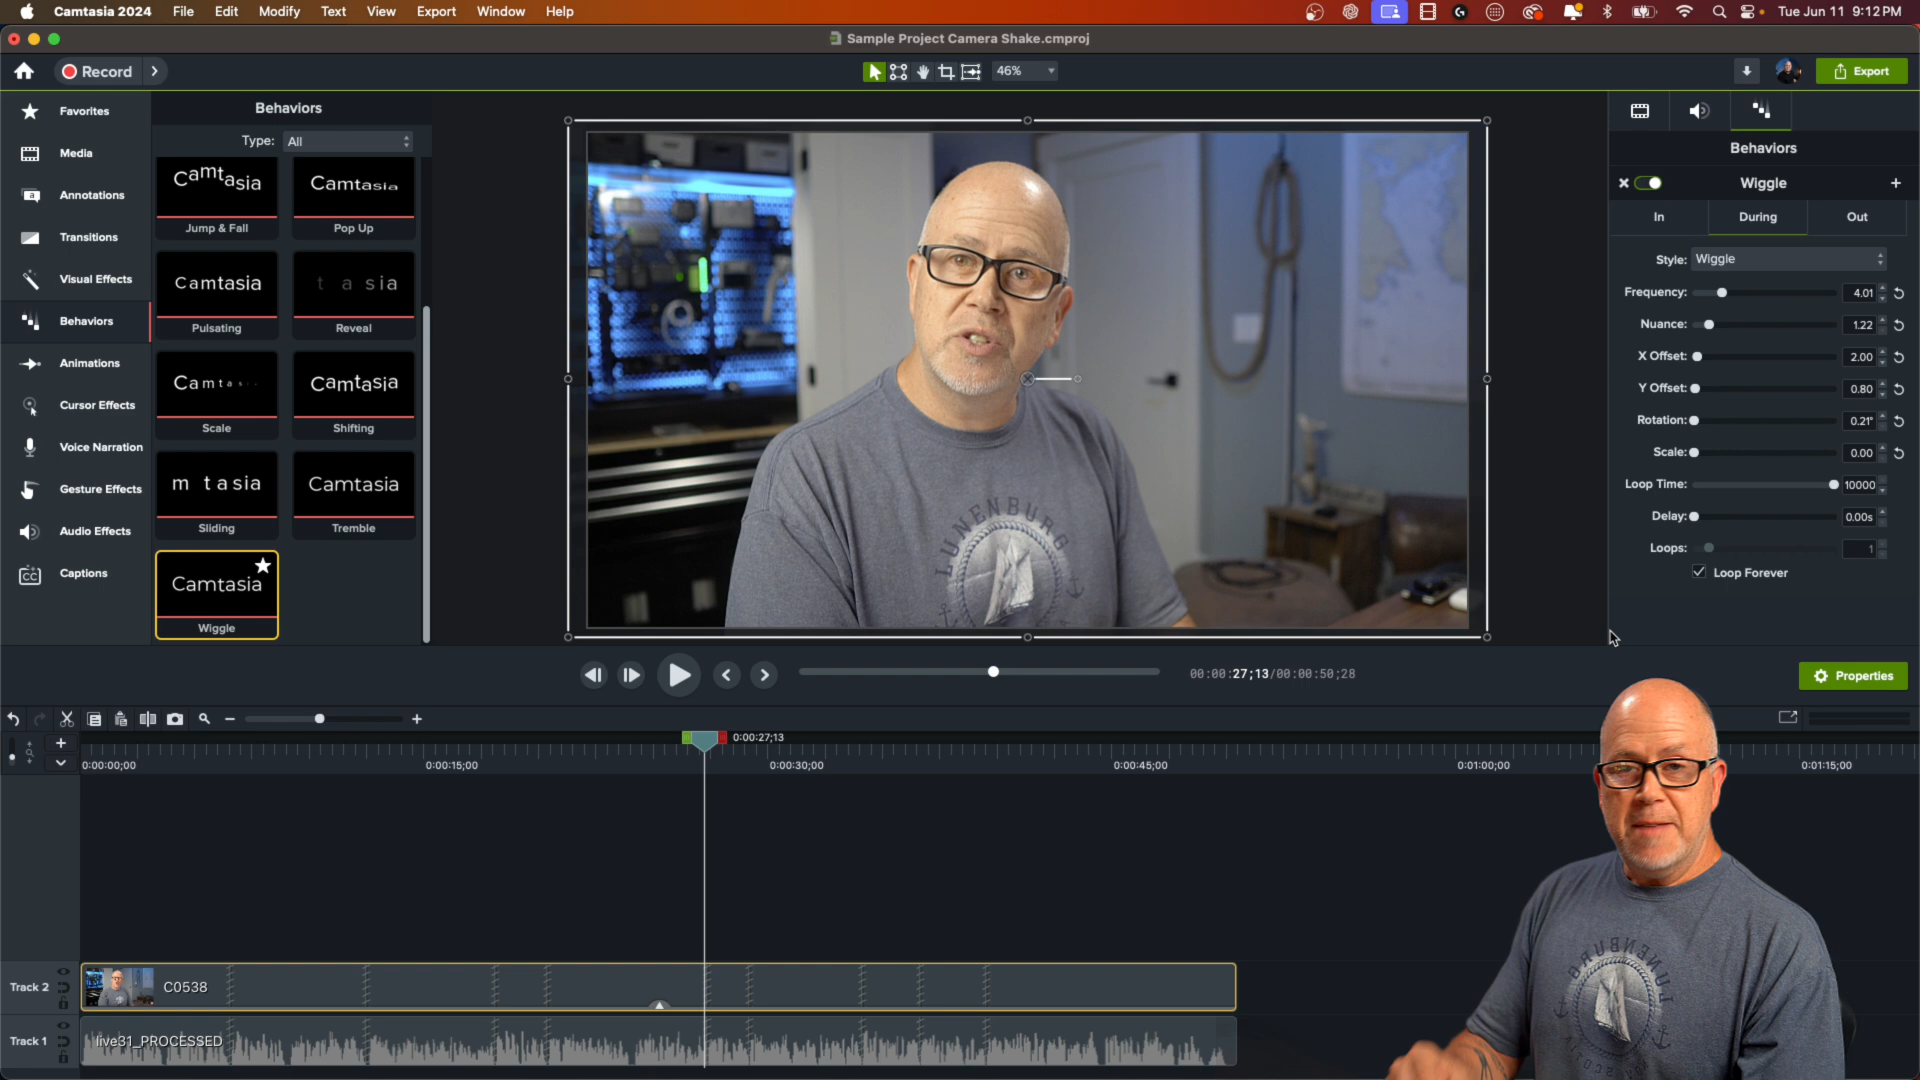 Camtasia 2024 File Edit Modify Text View Export Window Help Tue Jun 11 9:12 PM
Sample Project Camera Shake.cmproj
Record 46% Export
Favorites
Media
Annotations
Transitions
Visual Effects
Behaviors
Animations
Cursor Effects
Voice Narration
Gesture Effects
Audio Effects
CC Captions
Behaviors
Type: All
Camtasia Camtasia
Jump & Fall Pop Up
Camtasia t a sia
Pulsating Reveal
Camtas Camtasia
Scale Shifting
m t asia Camtasia
Sliding Tremble
Camtasia
Wiggle
LUNENBURG
Behaviors
Wiggle
In During Out
Style: Wiggle
Frequency: 4.01
Nuance: 1.22
X Offset: 2.00
Y Offset: 0.80
Rotation: 0.21°
Scale: 0.00
Loop Time: 10000
Delay: 0.00s
Loops: 1
Loop Forever
00:00:27;13/00:00:50;28
Properties
0:00:27;13
0:00:00;00 0:00:15;00 0:00:30;00 0:00:45;00 0:01:00;00 0:01:15;00
Track 2 C0538
Track 1 live31_PROCESSED
LUNENBURG